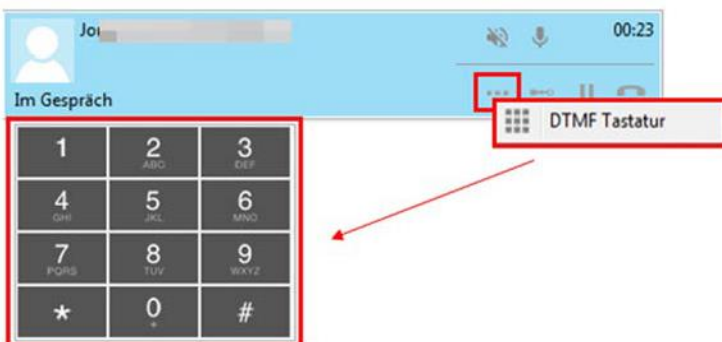 00:23
Im Gespräch
DTMF Tastatur
1 2 3
ABC DEF
4 5 6
GHI JKL MNO
7 8 9
PQRS TUV WXYZ
* 0 #
+